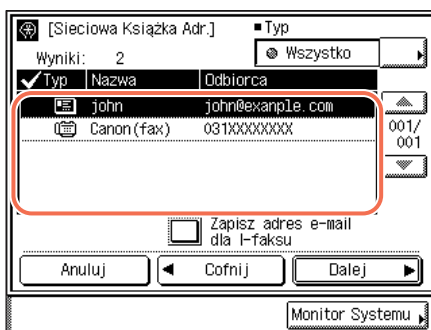 [Sieciowa Książka Adr.] ■Typ
Wyniki: 2 Wszystko
✓Typ Nazwa Odbiorca
john john@exanple.com
Canon(fax) 031XXXXXXXX
001/
001
Zapisz adres e-mail
dla I-faksu
Anuluj ◀ Cofnij Dalej ▶
Monitor Systemu